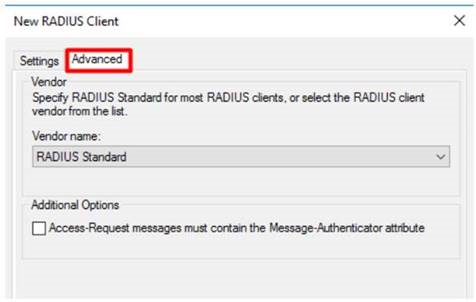 New RADIUS Client
Settings Advanced
Vendor
Specify RADIUS Standard for most RADIUS clients, or select the RADIUS client
vendor from the list.
Vendor name:
RADIUS Standard
Additional Options
Access-Request messages must contain the Message-Authenticator attribute